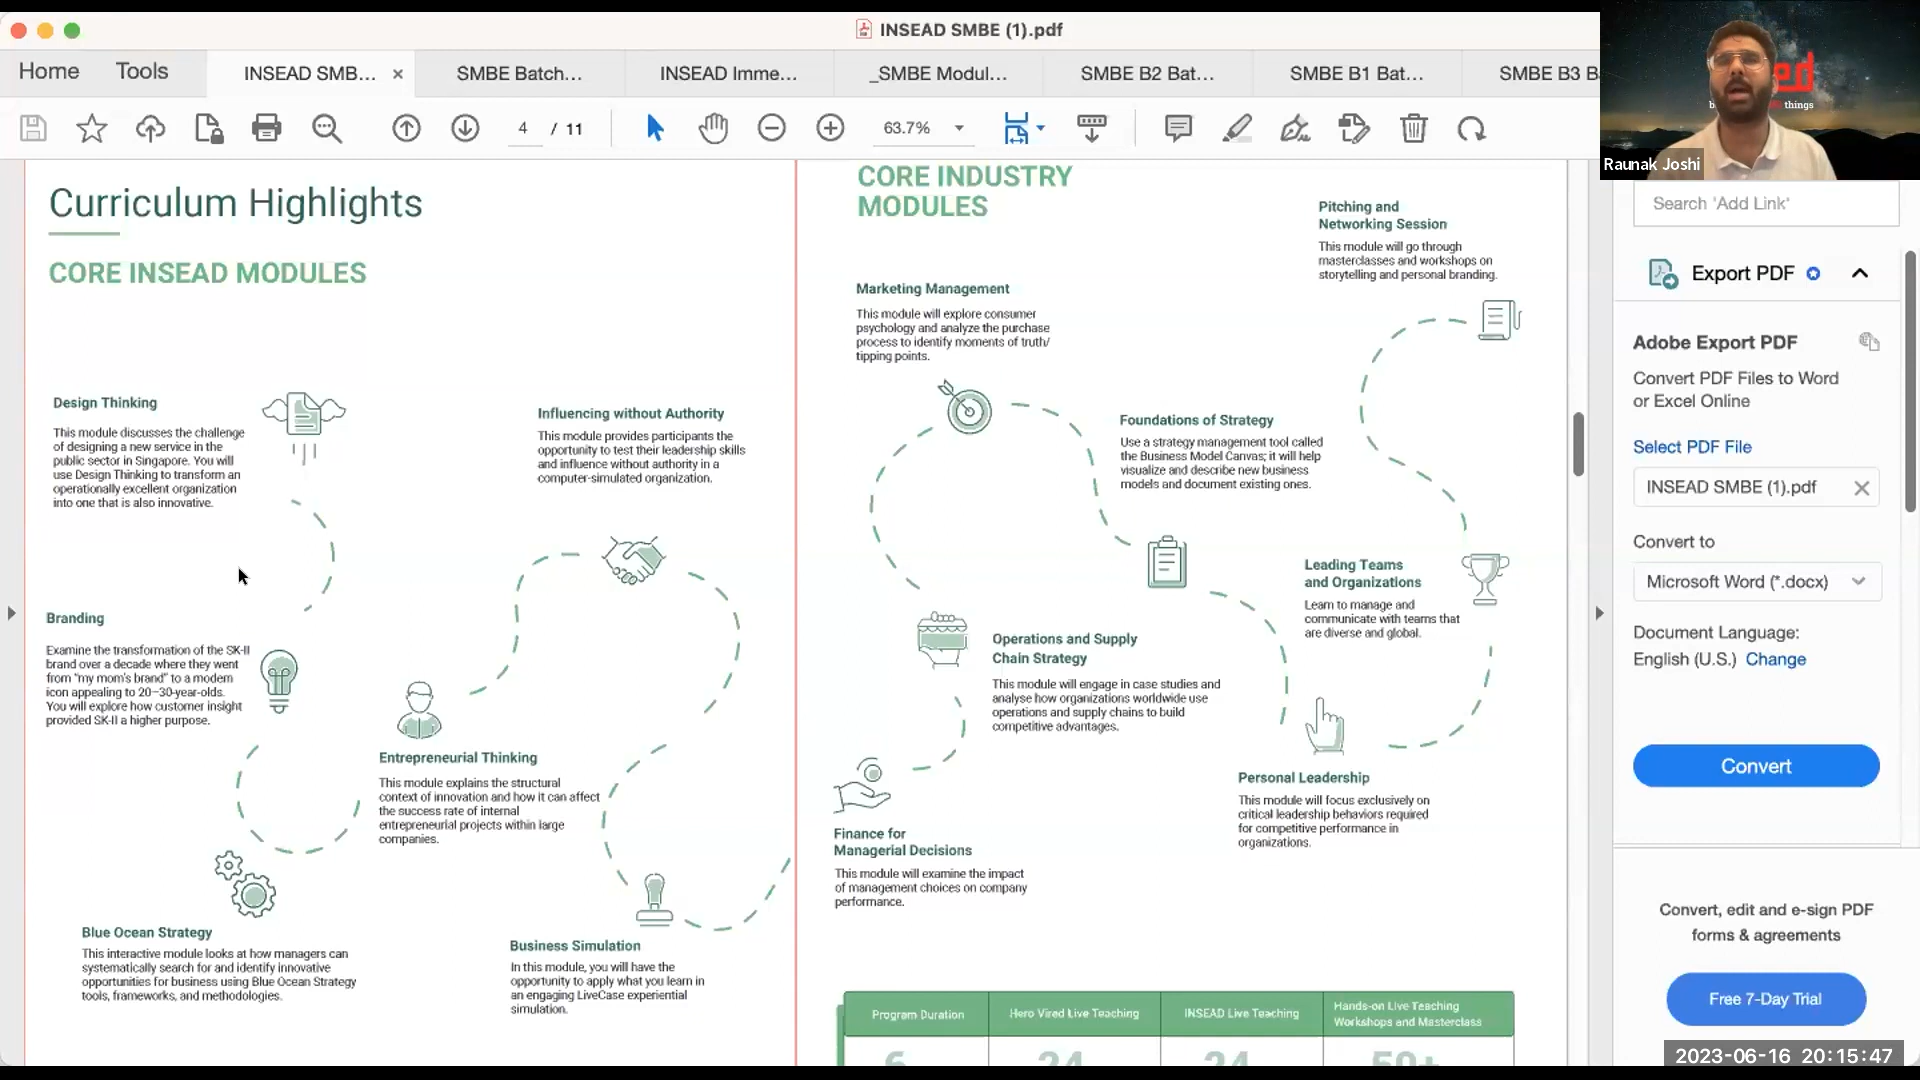 INSEAD SMBE (1).pdf
Home
Tools
INSEAD SMB...
SMBE Batch...
INSEAD Imme...
_SMBE Modul...
SMBE B2 Bat...
SMBE B1 Bat...
SMBE B3 B
4 / 11
63.7%
ed
things
Raunak Joshi
Curriculum Highlights
CORE INSEAD MODULES
Design Thinking
This module discusses the challenge
of designing a new service in the
public sector in Singapore. You will
use Design Thinking to transform an
operationally excellent organization
into one that is also innovative.
Influencing without Authority
This module provides participants the
opportunity to test their leadership skills
and influence without authority in a
computer-simulated organization.
Branding
Examine the transformation of the SK-II
brand over a decade where they went
from “my mom's brand” to a modern
icon appealing to 20–30-year-olds.
You will explore how customer insight
provided SK-II a higher purpose.
Entrepreneurial Thinking
This module explains the structural
context of innovation and how it can affect
the success rate of internal
entrepreneurial projects within large
companies.
Blue Ocean Strategy
This interactive module looks at how managers can
systematically search for and identify innovative
opportunities for business using Blue Ocean Strategy
tools, frameworks, and methodologies.
Business Simulation
In this module, you will have the
opportunity to apply what you learn in
an engaging LiveCase experiential
simulation.
CORE INDUSTRY
MODULES
Pitching and
Networking Session
This module will go through
masterclasses and workshops on
storytelling and personal branding.
Marketing Management
This module will explore consumer
psychology and analyze the purchase
process to identify moments of truth/
tipping points.
Foundations of Strategy
Use a strategy management tool called
the Business Model Canvas; it will help
visualize and describe new business
models and document existing ones.
Leading Teams
and Organizations
Learn to manage and
communicate with teams that
are diverse and global.
Operations and Supply
Chain Strategy
This module will engage in case studies and
analyse how organizations worldwide use
operations and supply chains to build
competitive advantages.
Personal Leadership
This module will focus exclusively on
critical leadership behaviors required
for competitive performance in
organizations.
Finance for
Managerial Decisions
This module will examine the impact
of management choices on company
performance.
Program Duration
Hero Vired Live Teaching
INSEAD Live Teaching
Hands-on Live Teaching
Workshops and Masterclass
6
24
24
50+
Search 'Add Link'
Export PDF
Adobe Export PDF
Convert PDF Files to Word
or Excel Online
Select PDF File
INSEAD SMBE (1).pdf
Convert to
Microsoft Word (*.docx)
Document Language:
English (U.S.) Change
Convert
Convert, edit and e-sign PDF
forms & agreements
Free 7-Day Trial
2023-06-16 20:15:47